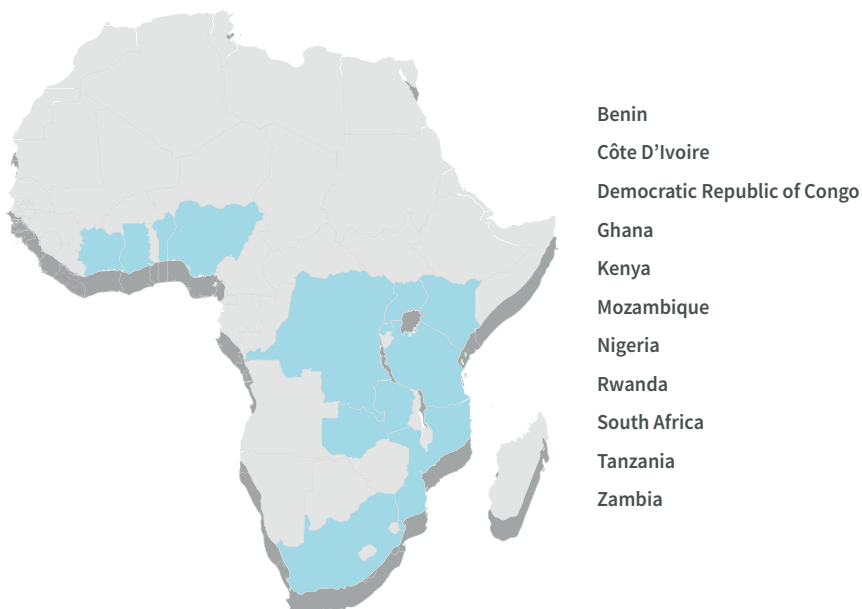 Benin
Côte D’Ivoire
Democratic Republic of Congo
Ghana
Kenya
Mozambique
Nigeria
Rwanda
South Africa
Tanzania
Zambia